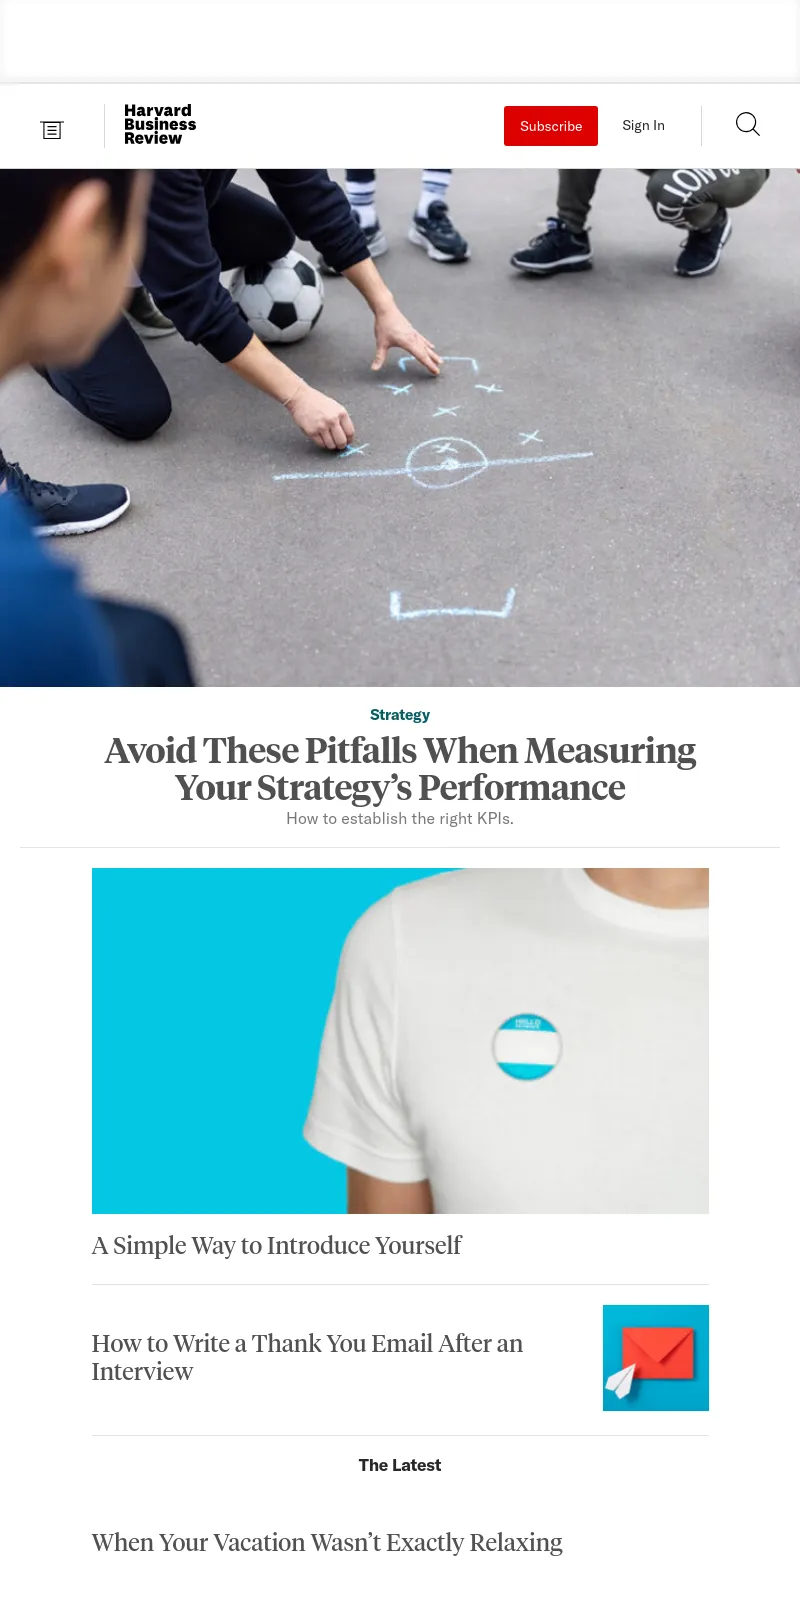 Harvard
Business
Review
Subscribe
Sign In
Strategy
Avoid These Pitfalls When Measuring
Your Strategy’s Performance
How to establish the right KPIs.
HELLO
A Simple Way to Introduce Yourself
How to Write a Thank You Email After an
Interview
The Latest
When Your Vacation Wasn’t Exactly Relaxing